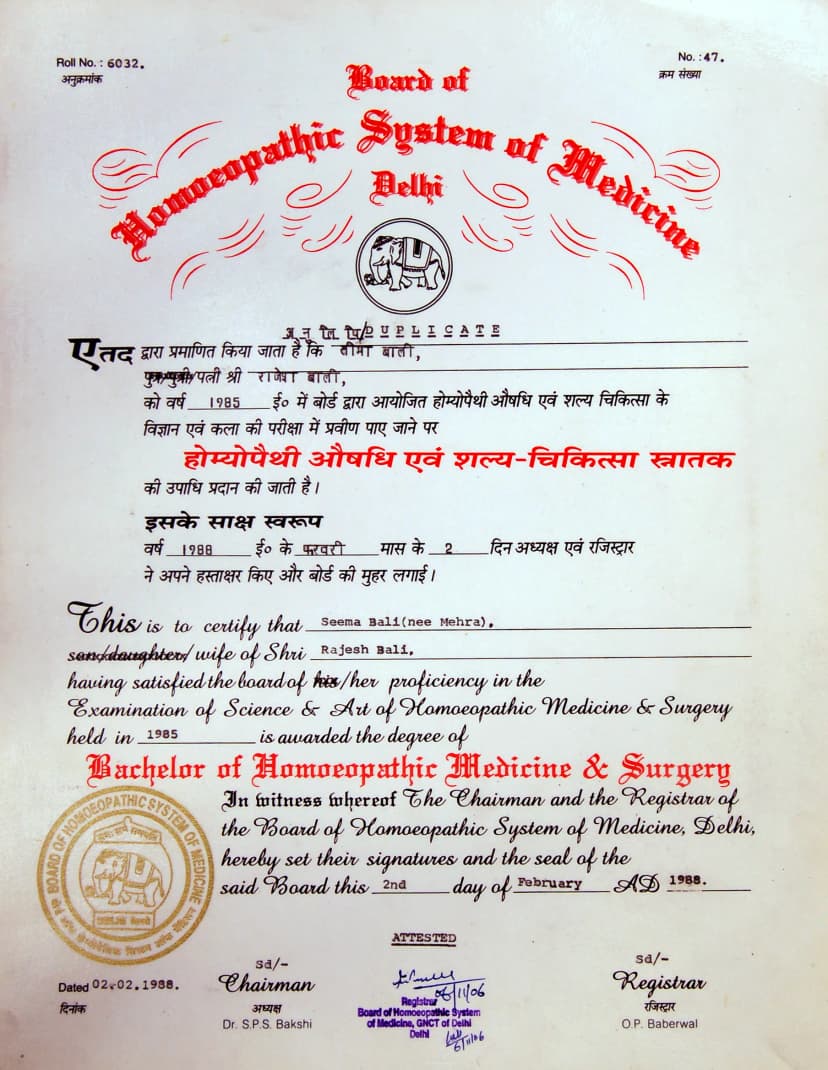 Roll No. : 6032.
अनुक्रमांक
No. : 47.
क्रम संख्या
Board of
Homoeopathic System of Medicine
Delhi
अनुलिपि/DUPLICATE
एतद द्वारा प्रमाणित किया जाता है कि सीमा बाली,
पुत्र/पुत्री/पत्नी श्री राजेश बाली,
को वर्ष 1985 ई० में बोर्ड द्वारा आयोजित होम्योपैथी औषधि एवं शल्य चिकित्सा के
विज्ञान एवं कला की परीक्षा में प्रवीण पाए जाने पर
होम्योपैथी औषधि एवं शल्य-चिकित्सा स्नातक
की उपाधि प्रदान की जाती है।
इसके साक्ष स्वरूप
वर्ष 1988 ई० के फरवरी मास के 2 दिन अध्यक्ष एवं रजिस्ट्रार
ने अपने हस्ताक्षर किए और बोर्ड की मुहर लगाई।
This is to certify that Seema Bali(nee Mehra),
son/daughter/wife of Shri Rajesh Bali,
having satisfied the board of his/her proficiency in the
Examination of Science & Art of Homoeopathic Medicine & Surgery
held in 1985 is awarded the degree of
Bachelor of Homoeopathic Medicine & Surgery
In witness whereof The Chairman and the Registrar of
the Board of Homoeopathic System of Medicine, Delhi,
hereby set their signatures and the seal of the
said Board this 2nd day of February AD 1988.
BOARD OF HOMOEOPATHIC SYSTEM OF MEDICINE
ATTESTED
Dated 02.02.1988.
दिनांक
sd/-
Chairman
अध्यक्ष
Dr. S.P.S. Bakshi
06/11/06
Registrar
Board of Homoeopathic System
of Medicine, GNCT of Delhi
Delhi
6/11/06
sd/-
Registrar
रजिस्ट्रार
O.P. Baberwal